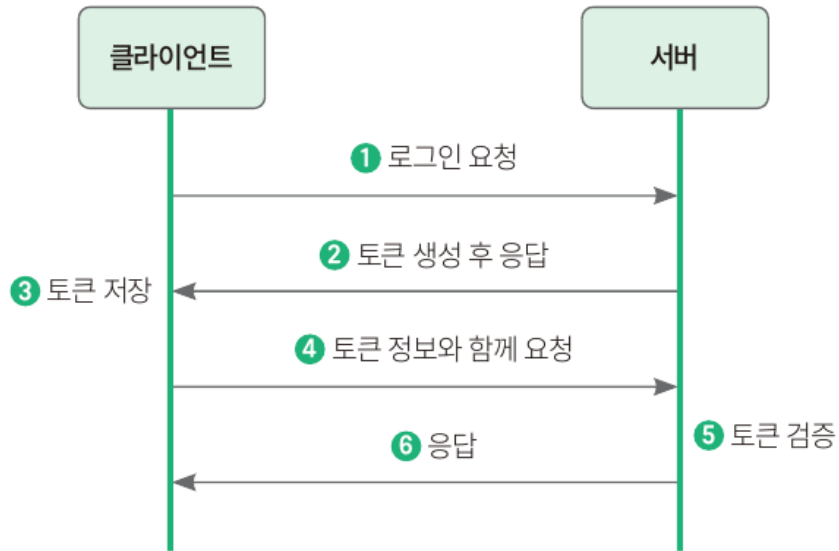 클라이언트
서버
1 로그인 요청
2 토큰 생성 후 응답
3 토큰 저장
4 토큰 정보와 함께 요청
5 토큰 검증
6 응답